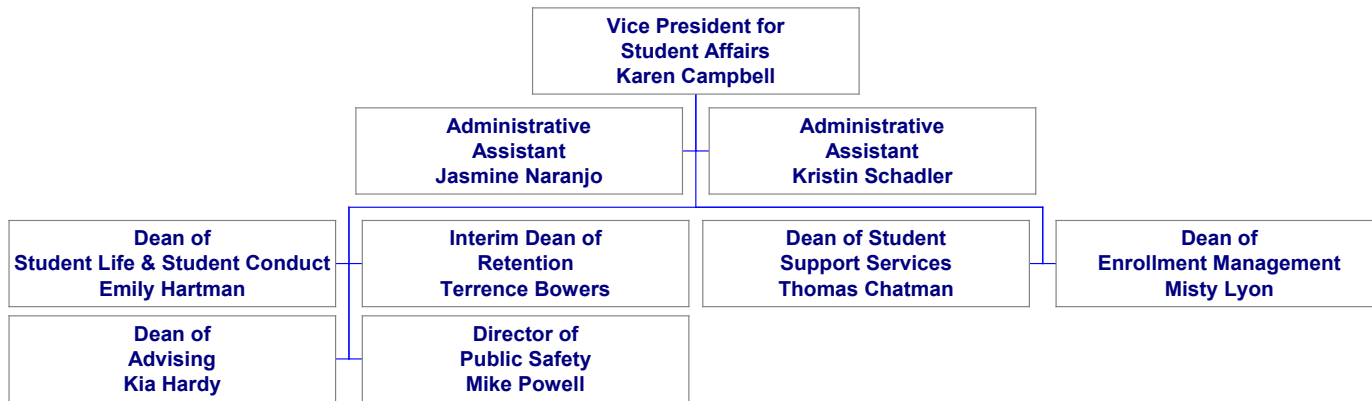 Vice President for
Student Affairs
Karen Campbell
Administrative
Assistant
Jasmine Naranjo
Administrative
Assistant
Kristin Schadler
Dean of
Student Life & Student Conduct
Emily Hartman
Interim Dean of
Retention
Terrence Bowers
Dean of Student
Support Services
Thomas Chatman
Dean of
Enrollment Management
Misty Lyon
Dean of
Advising
Kia Hardy
Director of
Public Safety
Mike Powell